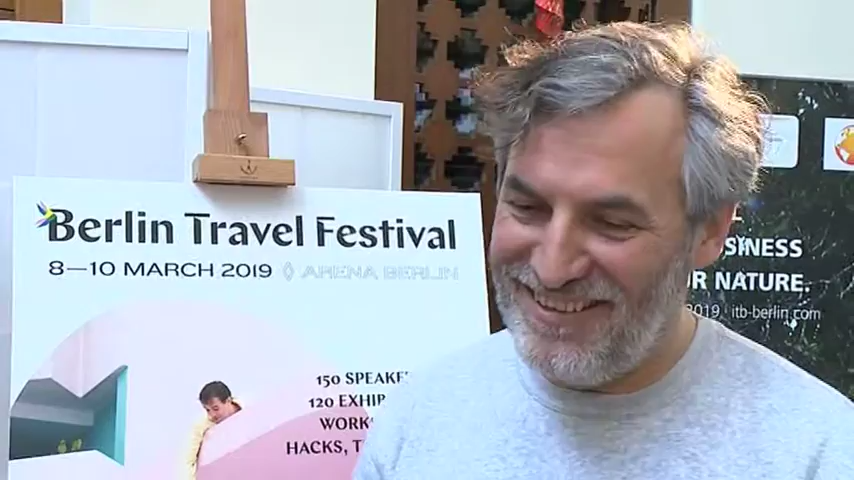 Berlin Travel Festival
8—10 MARCH 2019 ARENA BERLIN
150 SPEAKE
120 EXHIB
WORK
HACKS, T
SINESS
R NATURE.
2019 | itb-berlin.com